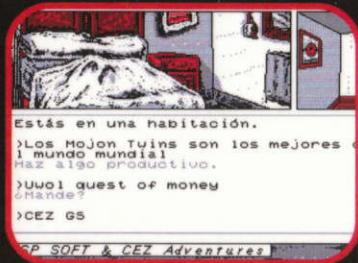 Estás en una habitación.
>Los Mojon Twins son los mejores d
l mundo mundial
Haz algo productivo.
>Uwol quest of money
¿Mande?
>CEZ GS
SP SOFT & CEZ Adventures